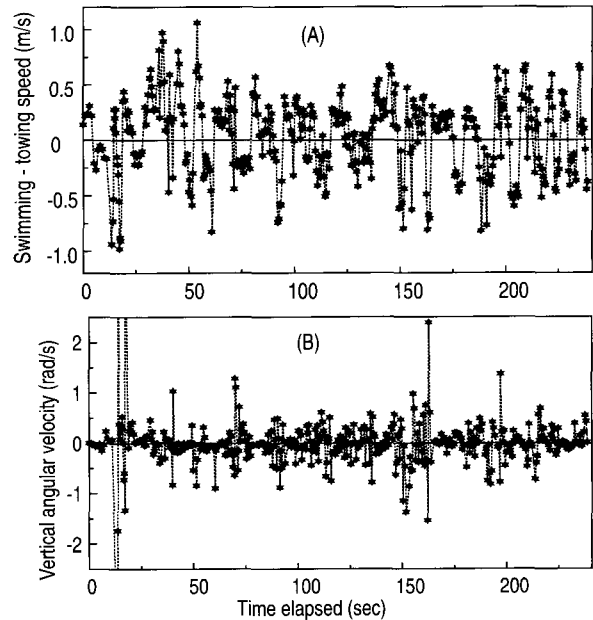 (A)
Swimming - towing speed (m/s)
1.0
0.5
0
-0.5
-1.0
0 50 100 150 200
(B)
Vertical angular velocity (rad/s)
2
1
0
-1
-2
0 50 100 150 200
Time elapsed (sec)